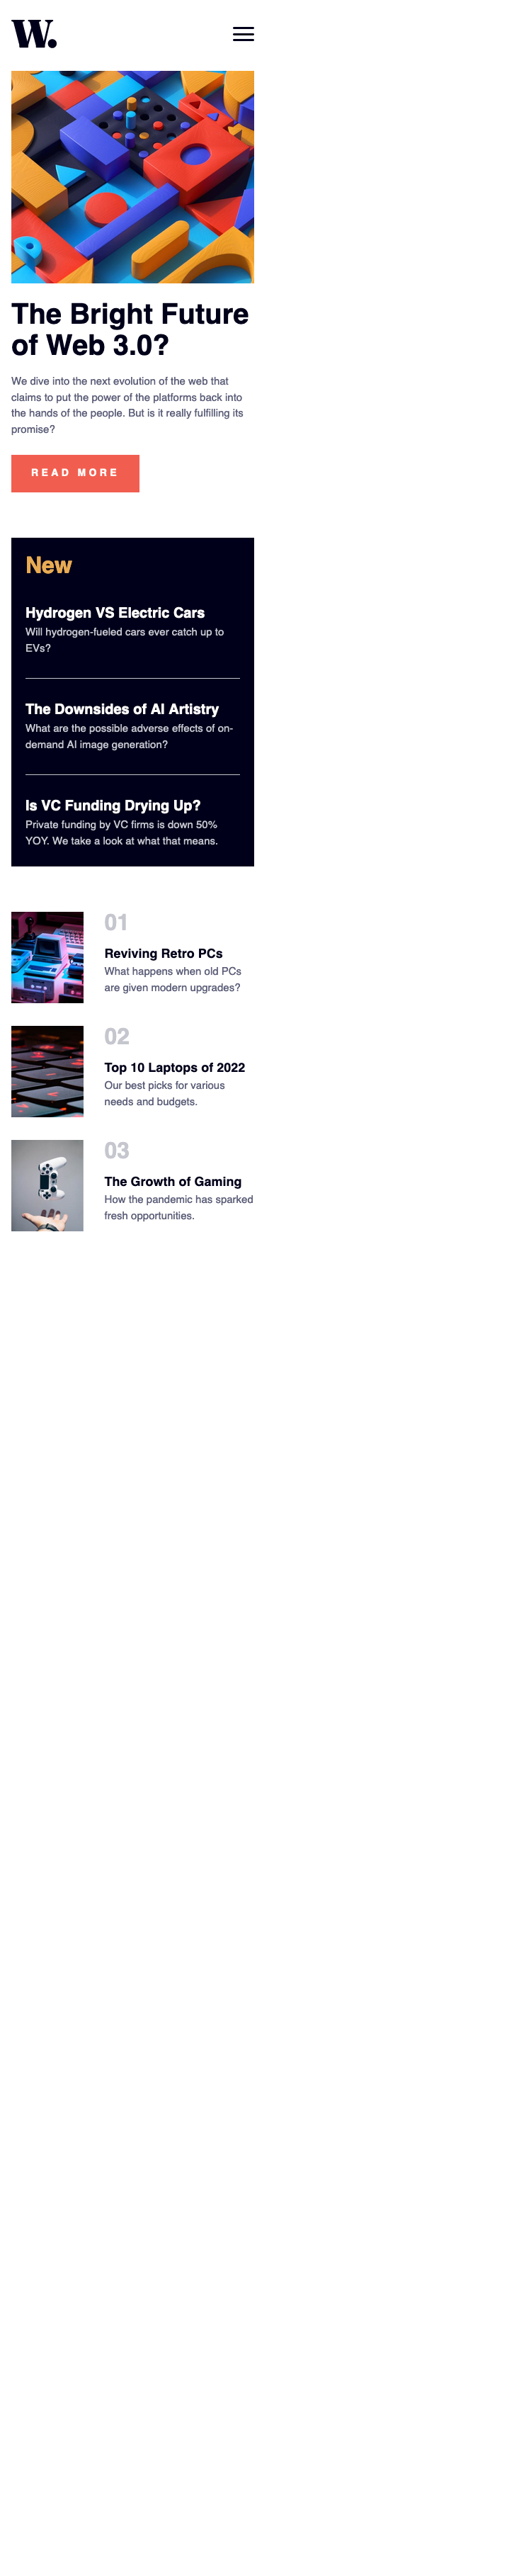 W.
The Bright Future
of Web 3.0?
We dive into the next evolution of the web that
claims to put the power of the platforms back into
the hands of the people. But is it really fulfilling its
promise?
READ MORE
New
Hydrogen VS Electric Cars
Will hydrogen-fueled cars ever catch up to
EVs?
The Downsides of AI Artistry
What are the possible adverse effects of on-
demand AI image generation?
Is VC Funding Drying Up?
Private funding by VC firms is down 50%
YOY. We take a look at what that means.
01
Reviving Retro PCs
What happens when old PCs
are given modern upgrades?
02
Top 10 Laptops of 2022
Our best picks for various
needs and budgets.
03
The Growth of Gaming
How the pandemic has sparked
fresh opportunities.